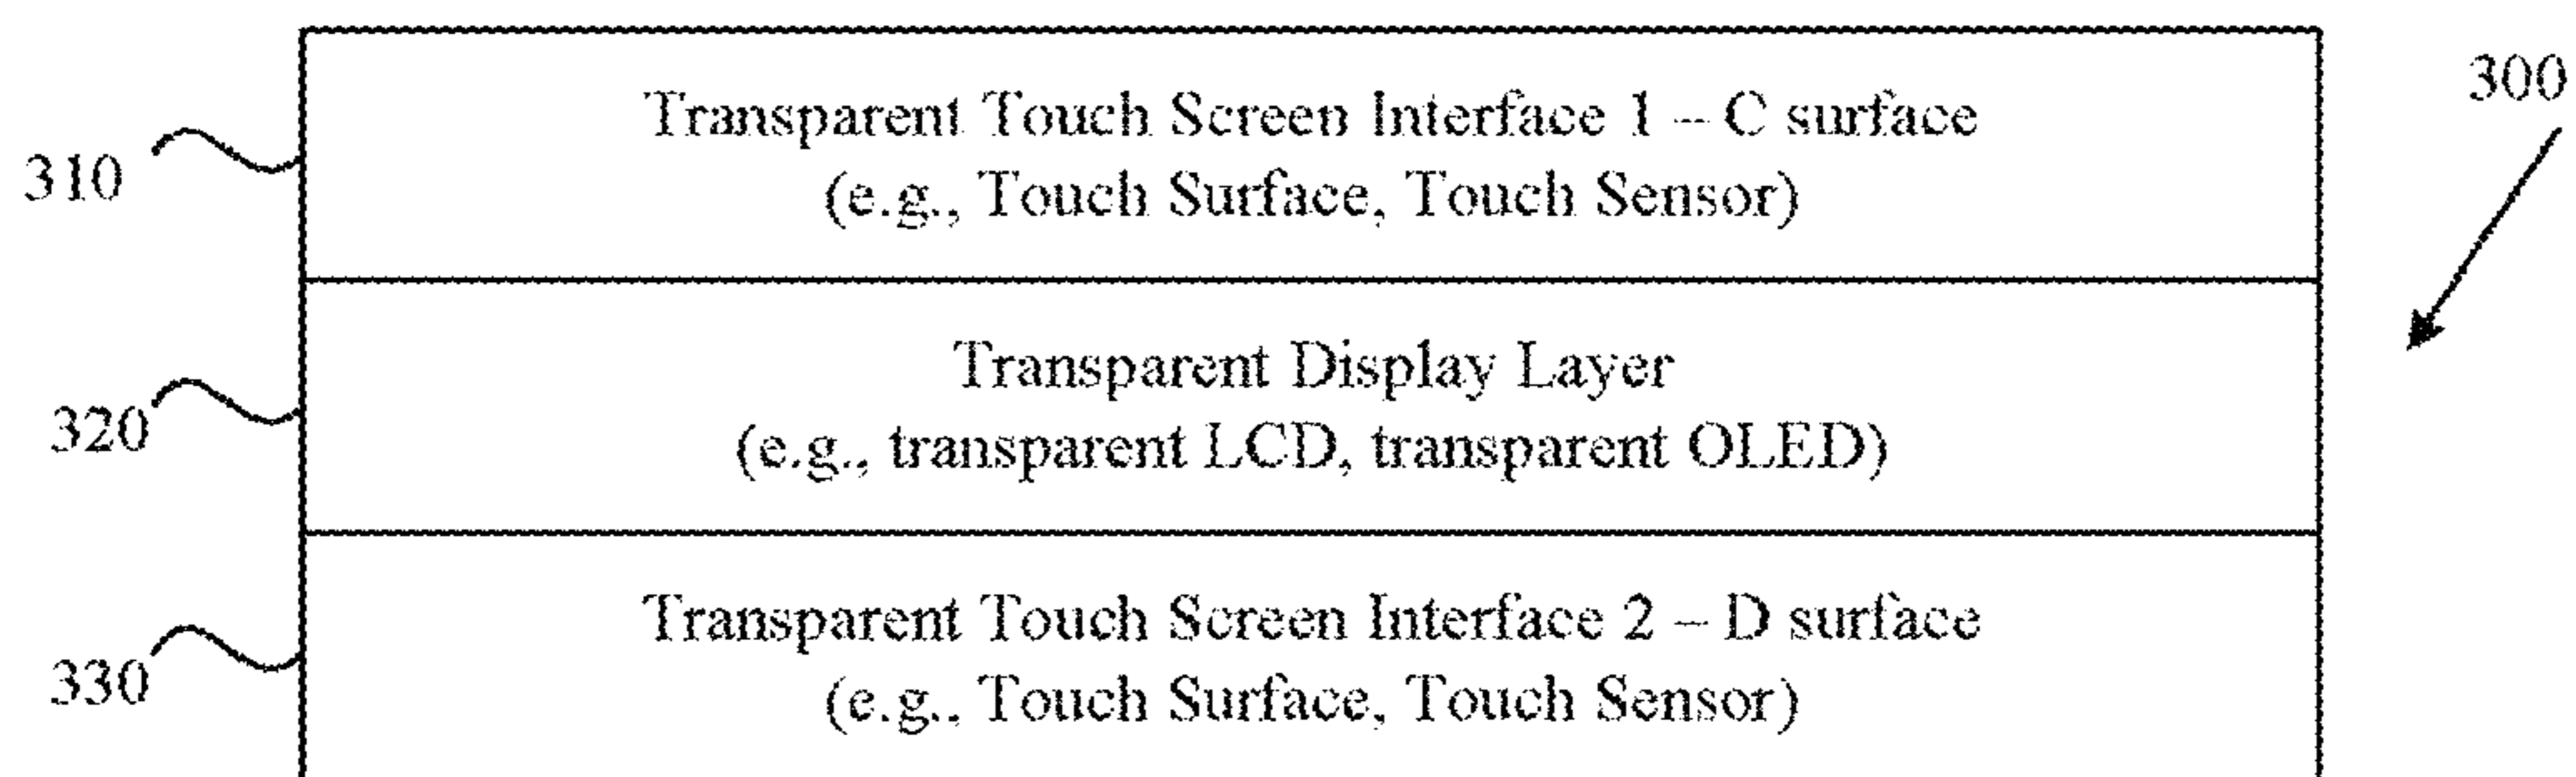 300
Transparent Touch Screen Interface 1 – C surface
(e.g., Touch Surface, Touch Sensor)
310
Transparent Display Layer
(e.g., transparent LCD, transparent OLED)
320
Transparent Touch Screen Interface 2 – D surface
(e.g., Touch Surface, Touch Sensor)
330